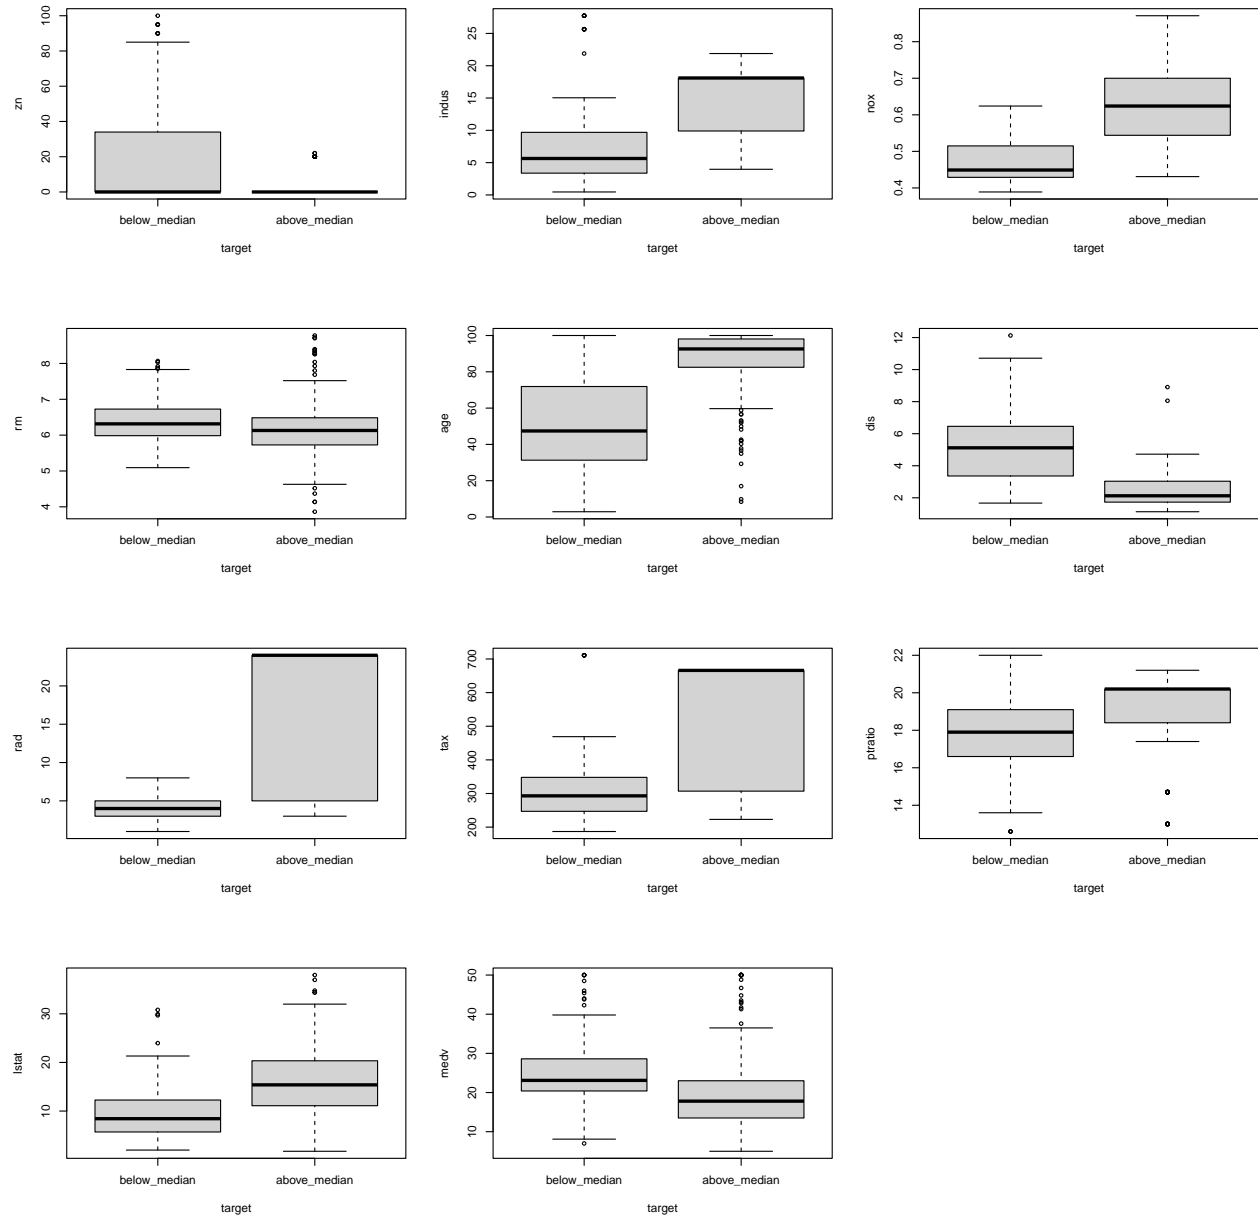 zn
0 20 40 60 80 100
below_median above_median
target
indus
0 5 10 15 20 25
below_median above_median
target
nox
0.4 0.5 0.6 0.7 0.8
below_median above_median
target
rm
4 5 6 7 8
below_median above_median
target
age
0 20 40 60 80 100
below_median above_median
target
dis
2 4 6 8 10 12
below_median above_median
target
rad
5 10 15 20
below_median above_median
target
tax
200 300 400 500 600 700
below_median above_median
target
ptratio
14 16 18 20 22
below_median above_median
target
lstat
10 20 30
below_median above_median
target
medv
10 20 30 40 50
below_median above_median
target